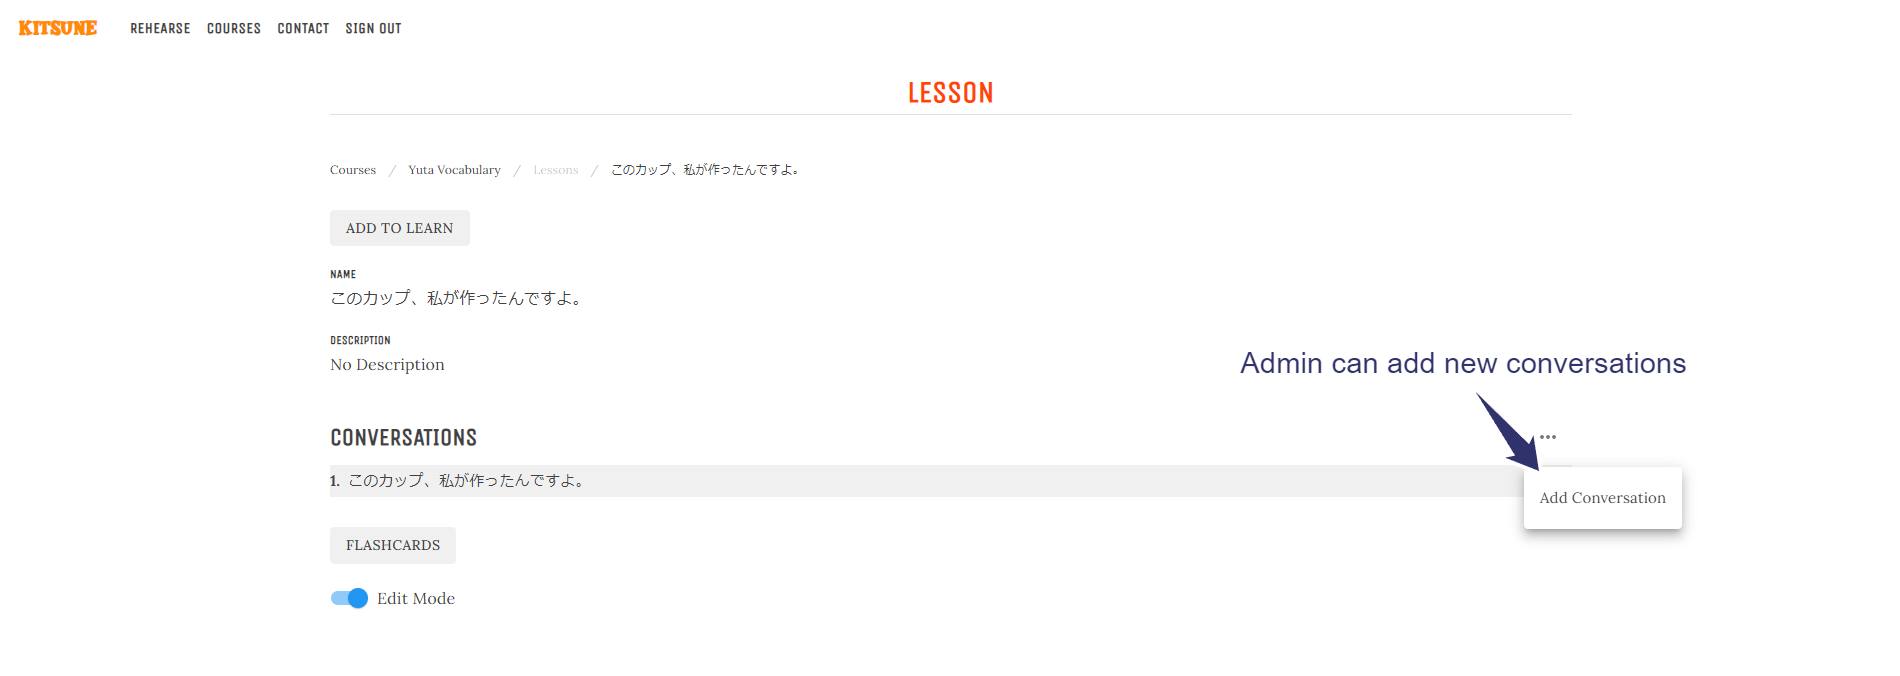 KITSUNE REHEARSE COURSES CONTACT SIGN OUT
LESSON
Courses / Yuta Vocabulary / Lessons / このカップ、私が作ったんですよ。
ADD TO LEARN
NAME
このカップ、私が作ったんですよ。
DESCRIPTION
No Description
Admin can add new conversations
CONVERSATIONS
1. このカップ、私が作ったんですよ。
Add Conversation
FLASHCARDS
Edit Mode